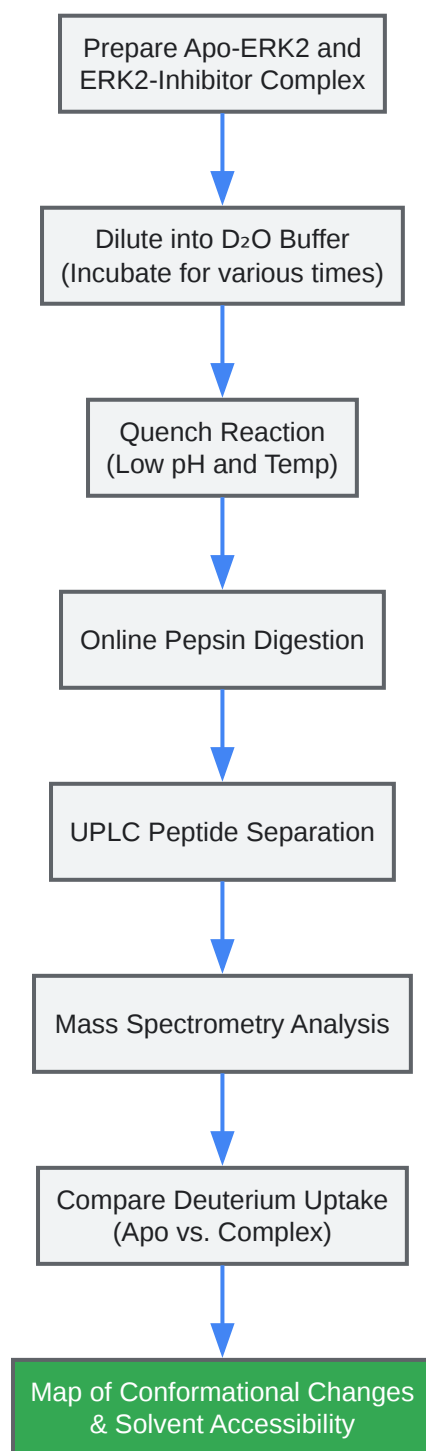 Prepare Apo-ERK2 and
ERK2-Inhibitor Complex
Dilute into D₂O Buffer
(Incubate for various times)
Quench Reaction
(Low pH and Temp)
Online Pepsin Digestion
UPLC Peptide Separation
Mass Spectrometry Analysis
Compare Deuterium Uptake
(Apo vs. Complex)
Map of Conformational Changes
& Solvent Accessibility